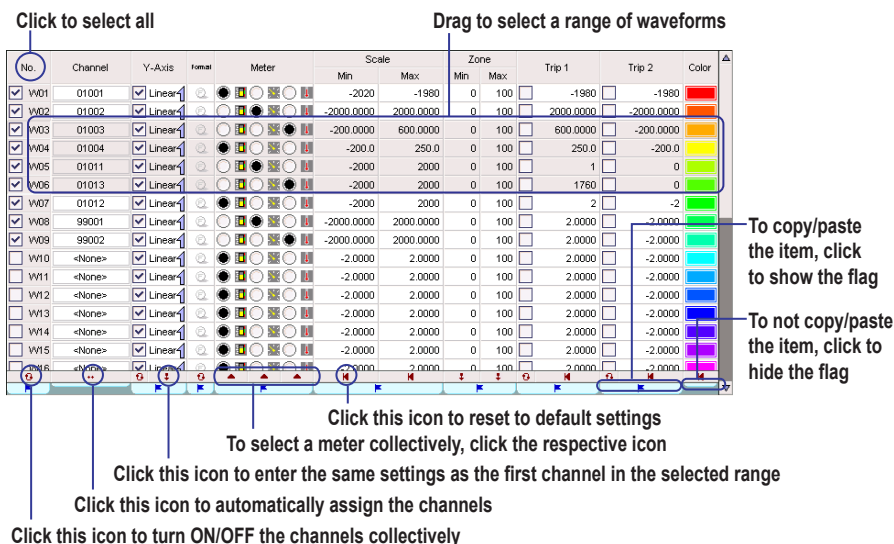 Click to select all
Drag to select a range of waveforms
No. Channel Y-Axis Format Meter Scale Zone Trip 1 Trip 2 Color
Min Max Min Max
W01 01001 Linear -2020 -1980 0 100 -1980 -1980
W02 01002 Linear -2000.0000 2000.0000 0 100 2000.0000 -2000.0000
W03 01003 Linear -200.0000 600.0000 0 100 600.0000 -200.0000
W04 01004 Linear -200.0 250.0 0 100 250.0 -200.0
W05 01011 Linear -2000 2000 0 100 1 0
W06 01013 Linear -2000 2000 0 100 1760 0
W07 01012 Linear -2000 2000 0 100 2 -2
W08 99001 Linear -2000.0000 2000.0000 0 100 2.0000 -2.0000
W09 99002 Linear -2000.0000 2000.0000 0 100 2.0000 -2.0000
W10 <None> Linear -2.0000 2.0000 0 100 2.0000 -2.0000
W11 <None> Linear -2.0000 2.0000 0 100 2.0000 -2.0000
W12 <None> Linear -2.0000 2.0000 0 100 2.0000 -2.0000
W13 <None> Linear -2.0000 2.0000 0 100 2.0000 -2.0000
W14 <None> Linear -2.0000 2.0000 0 100 2.0000 -2.0000
W15 <None> Linear -2.0000 2.0000 0 100 2.0000 -2.0000
W16 <None> Linear -2.0000 2.0000 0 100 2.0000 -2.0000
To copy/paste
the item, click
to show the flag
To not copy/paste
the item, click to
hide the flag
Click this icon to reset to default settings
To select a meter collectively, click the respective icon
Click this icon to enter the same settings as the first channel in the selected range
Click this icon to automatically assign the channels
Click this icon to turn ON/OFF the channels collectively